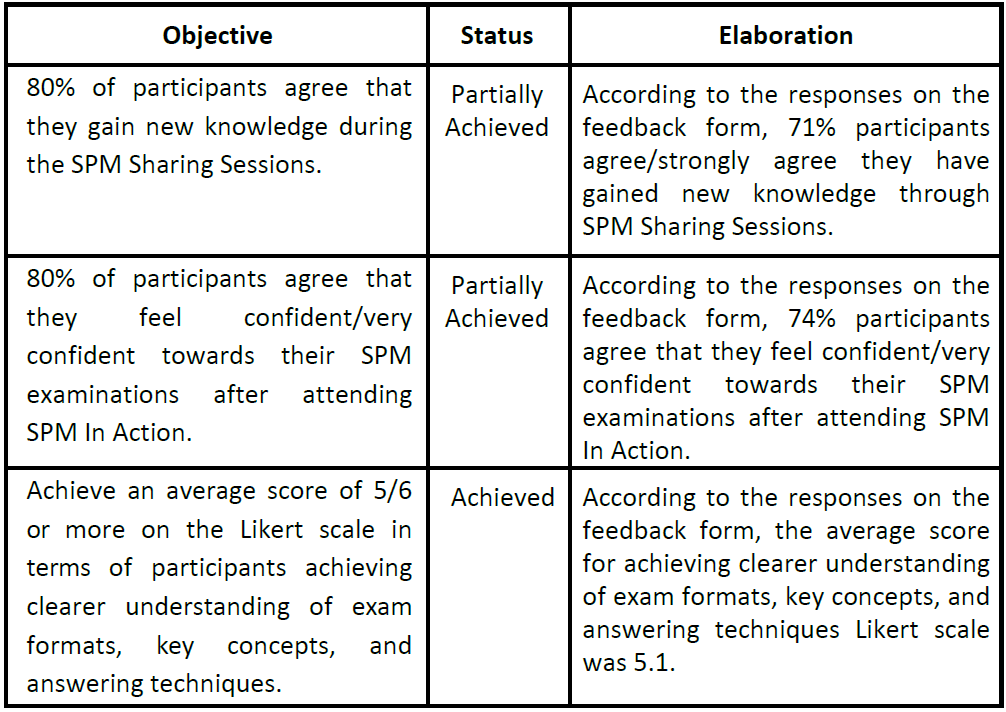 Objective
Status
Elaboration
80% of participants agree that
they gain new knowledge during
the SPM Sharing Sessions.
Partially
Achieved
According to the responses on the
feedback form, 71% participants
agree/strongly agree they have
gained new knowledge through
SPM Sharing Sessions.
80% of participants agree that
they feel confident/very
confident towards their SPM
examinations after attending
SPM In Action.
Partially
Achieved
According to the responses on the
feedback form, 74% participants
agree that they feel confident/very
confident towards their SPM
examinations after attending SPM
In Action.
Achieve an average score of 5/6
or more on the Likert scale in
terms of participants achieving
clearer understanding of exam
formats, key concepts, and
answering techniques.
Achieved
According to the responses on the
feedback form, the average score
for achieving clearer understanding
of exam formats, key concepts, and
answering techniques Likert scale
was 5.1.